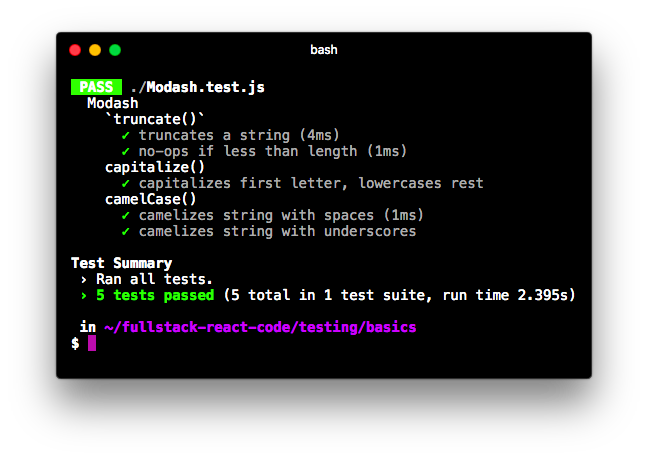 bash
PASS ./Modash.test.js
Modash
`truncate()`
✓ truncates a string (4ms)
✓ no-ops if less than length (1ms)
capitalize()
✓ capitalizes first letter, lowercases rest
camelCase()
✓ camelizes string with spaces (1ms)
✓ camelizes string with underscores
Test Summary
› Ran all tests.
› 5 tests passed (5 total in 1 test suite, run time 2.395s)
in ~/fullstack-react-code/testing/basics
$